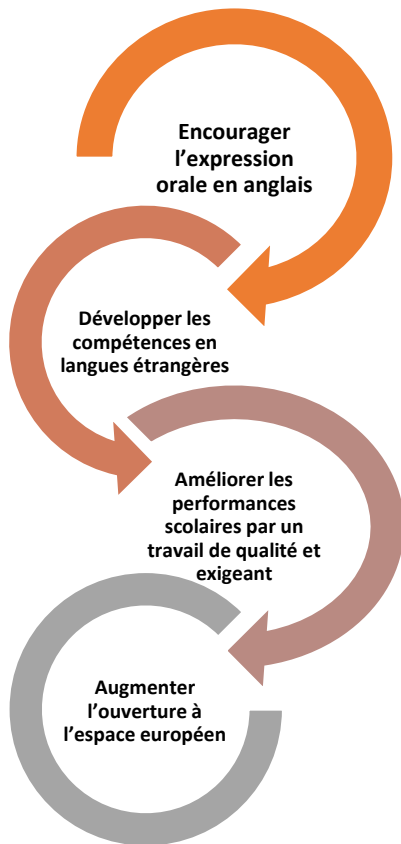 Encourager
l’expression
orale en anglais
Développer les
compétences en
langues étrangères
Améliorer les
performances
scolaires par un
travail de qualité et
exigeant
Augmenter
l’ouverture à
l’espace européen